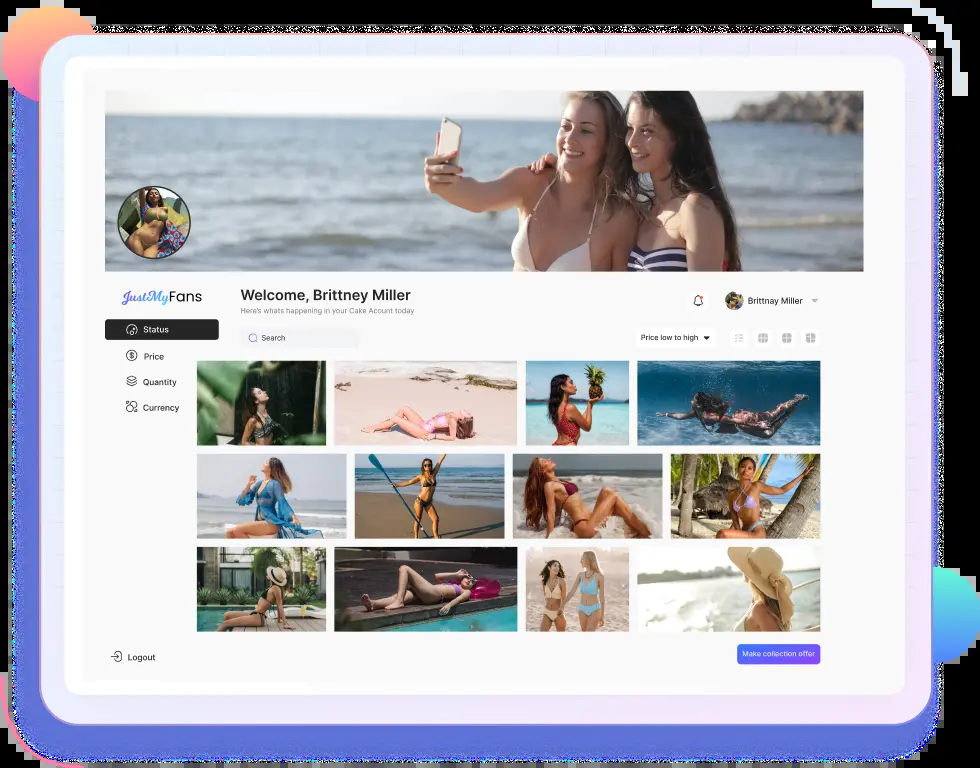 JustMyFans
Welcome, Brittney Miller
Here's whats happening in your Cake Acount today
Brittnay Miller
Status
Search
Price low to high
Price
Quantity
Currency
Logout
Make collection offer